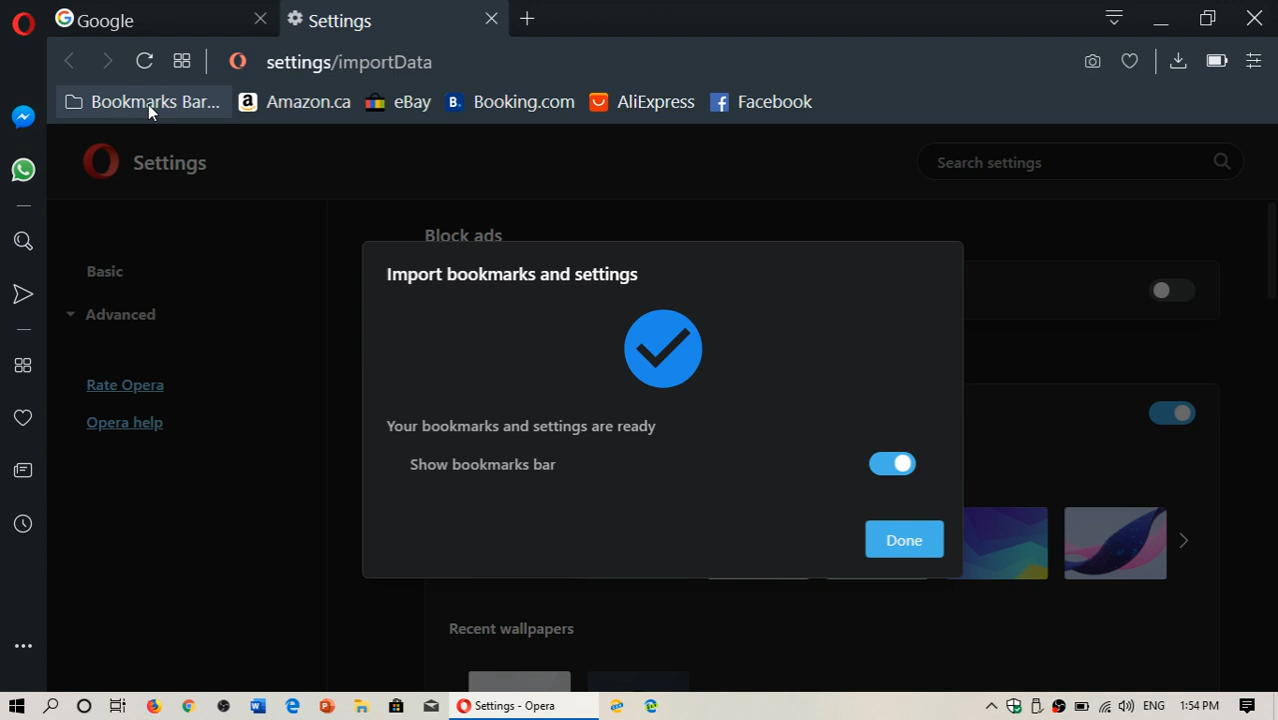 Google
Settings
settings/importData
Bookmarks Bar...
Amazon.ca
eBay
Booking.com
AliExpress
Facebook
Settings
Search settings
Block ads
Basic
Advanced
Import bookmarks and settings
Rate Opera
Opera help
Your bookmarks and settings are ready
Show bookmarks bar
Done
Recent wallpapers
Settings - Opera
ENG
1:54 PM